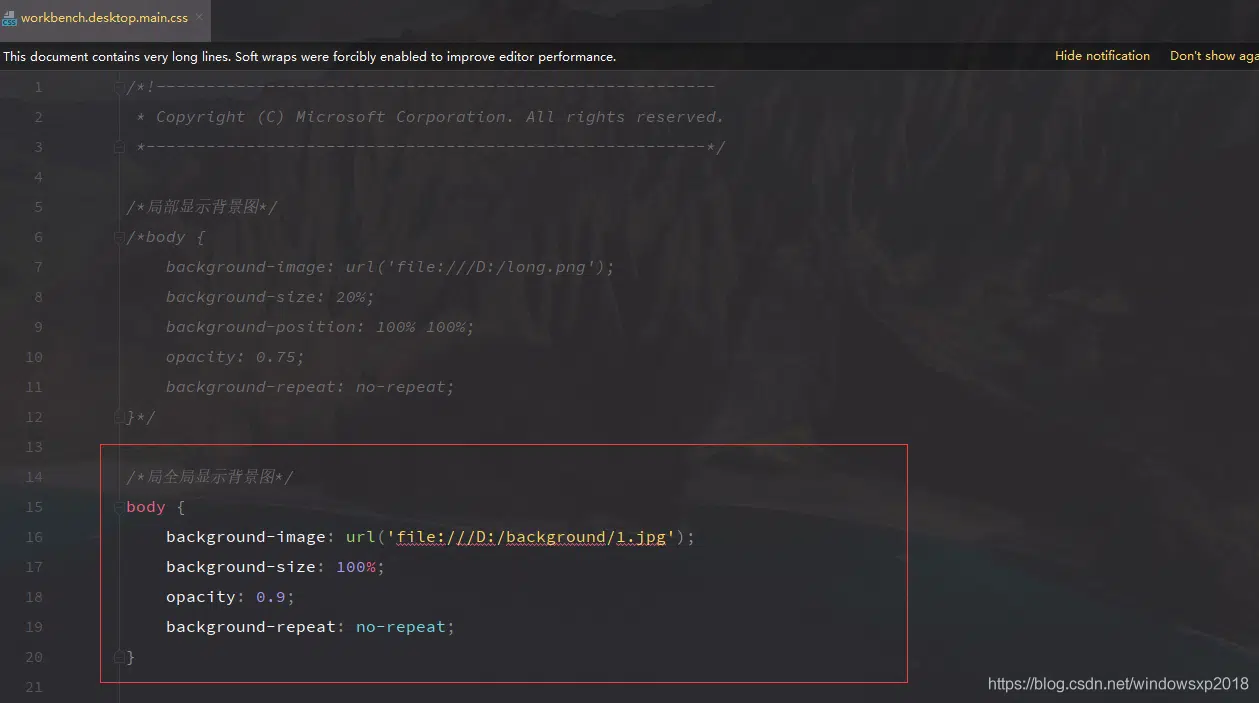 workbench.desktop.main.css
This document contains very long lines. Soft wraps were forcibly enabled to improve editor performance. Hide notification Don't show aga
1 /*!--------------------------------------------------------
2 * Copyright (C) Microsoft Corporation. All rights reserved.
3 *--------------------------------------------------------*/
4
5 /*局部显示背景图*/
6 /*body {
7 background-image: url('file:///D:/long.png');
8 background-size: 20%;
9 background-position: 100% 100%;
10 opacity: 0.75;
11 background-repeat: no-repeat;
12 }*/
13
14 /*局全局显示背景图*/
15 body {
16 background-image: url('file:///D:/background/1.jpg');
17 background-size: 100%;
18 opacity: 0.9;
19 background-repeat: no-repeat;
20 }
21
https://blog.csdn.net/windowsxp2018